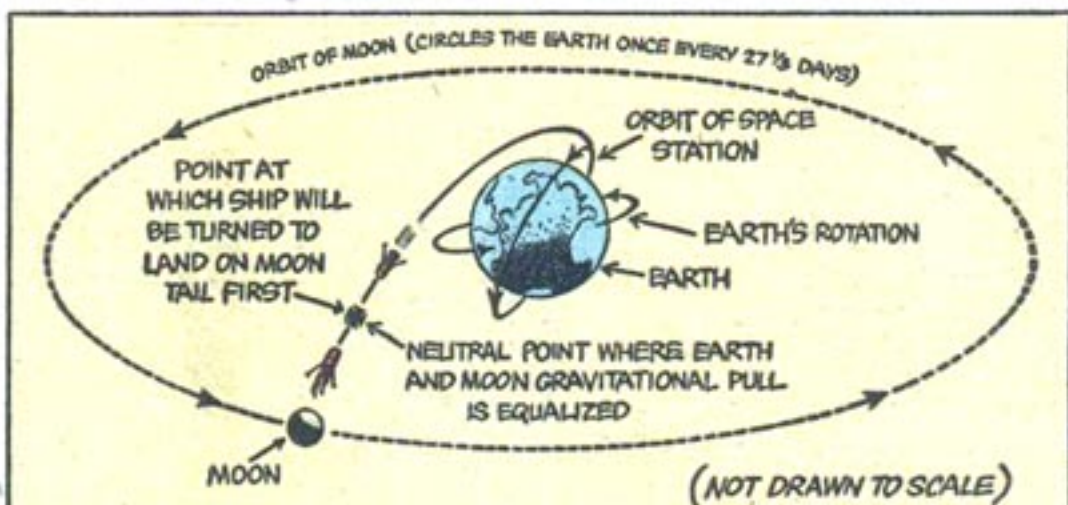 ORBIT OF MOON (CIRCLES THE EARTH ONCE EVERY 27 1/3 DAYS)
ORBIT OF SPACE
STATION
POINT AT
WHICH SHIP WILL
BE TURNED TO
LAND ON MOON
TAIL FIRST
EARTH'S ROTATION
EARTH
NEUTRAL POINT WHERE EARTH
AND MOON GRAVITATIONAL PULL
IS EQUALIZED
MOON
(NOT DRAWN TO SCALE)